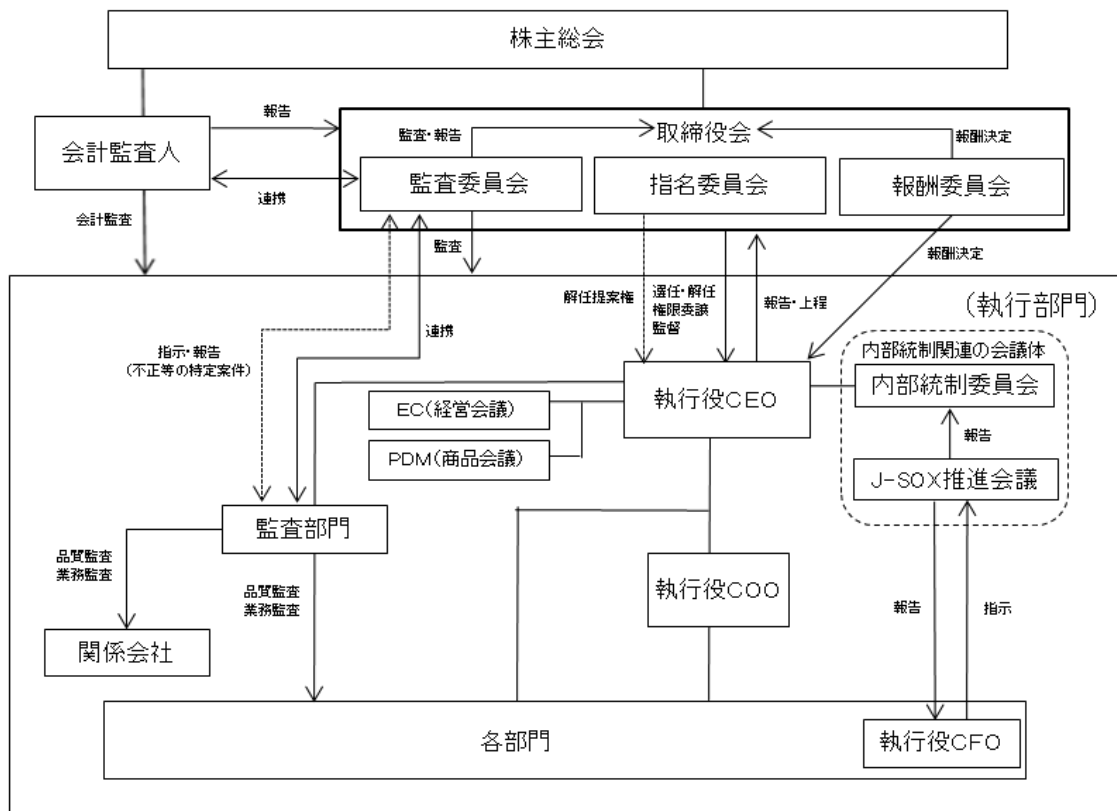 株主総会
報告
会計監査人
監査・報告
取締役会
報酬決定
監査委員会
指名委員会
報酬委員会
連携
会計監査
監査
報酬決定
(執行部門)
解任提案権
選任・解任
権限委譲
監督
報告・上程
連携
指示・報告
(不正等の特定案件)
内部統制関連の会議体
内部統制委員会
執行役CEO
EC(経営会議)
報告
PDM(商品会議)
J-SOX推進会議
監査部門
品質監査
業務監査
執行役COO
品質監査
業務監査
報告
指示
関係会社
各部門
執行役CFO